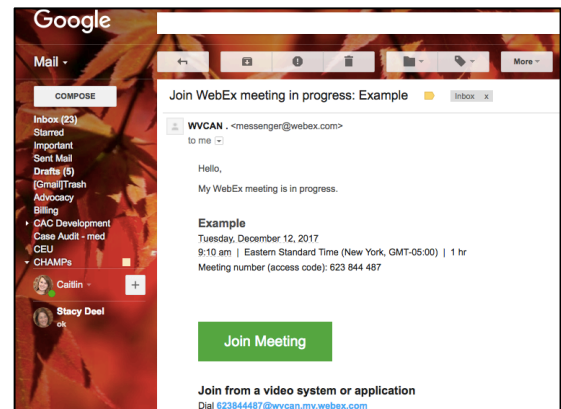 Google
Mail
More
COMPOSE
Inbox (23)
Starred
Important
Sent Mail
Drafts (5)
[Gmail]Trash
Advocacy
Billing
CAC Development
Case Audit - med
CEU
CHAMPs
Caitlin
+
Stacy Deel
ok
Join WebEx meeting in progress: Example
Inbox x
WVCAN . <messenger@webex.com>
to me
Hello,
My WebEx meeting is in progress.
Example
Tuesday, December 12, 2017
9:10 am | Eastern Standard Time (New York, GMT-05:00) | 1 hr
Meeting number (access code): 623 844 487
Join Meeting
Join from a video system or application
Dial 623844487@wvcan.my.webex.com